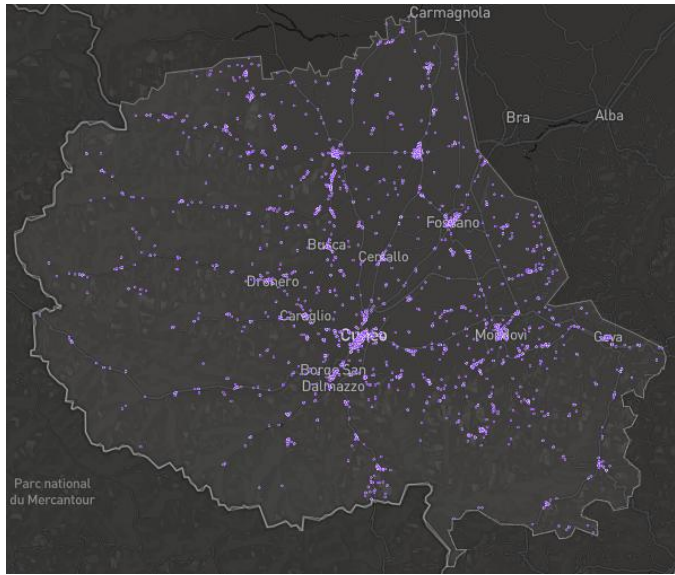 Carmagnola
Bra
Alba
Fossano
Busca
Centallo
Dronero
Caraglio
Cuneo
Mondovì
Ceva
Borgo San
Dalmazzo
Parc national
du Mercantour